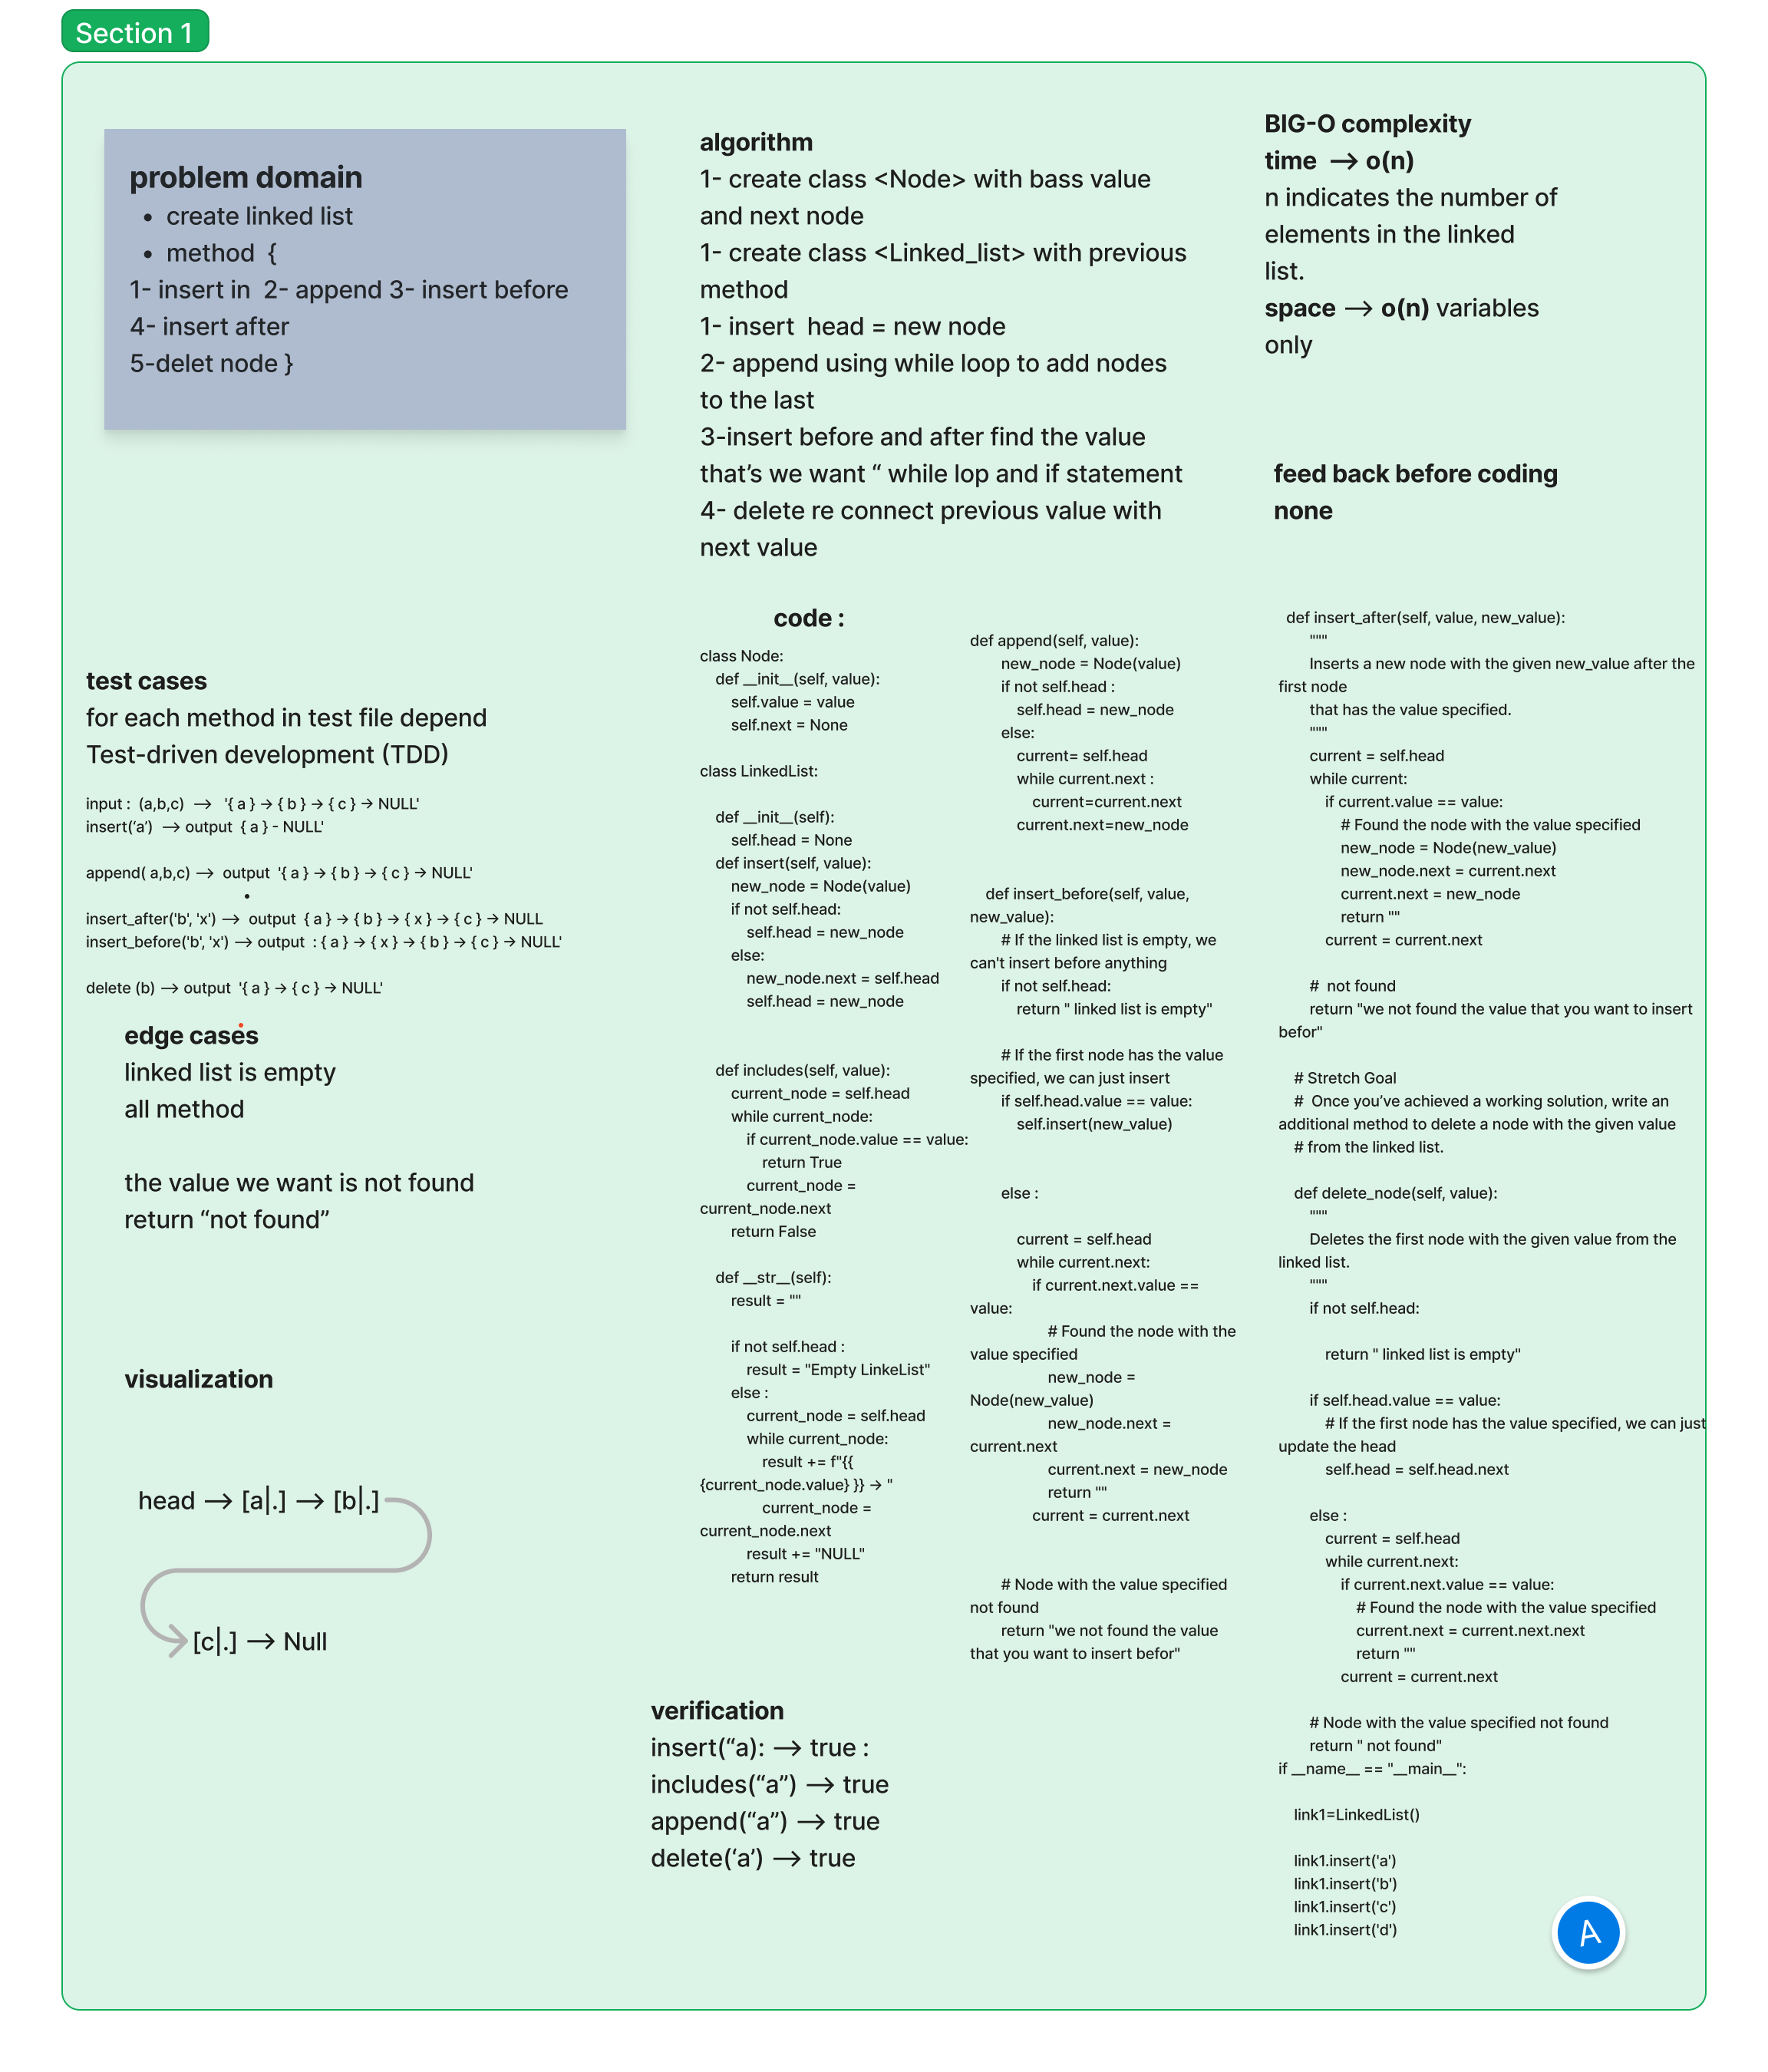 Section 1
problem domain
• create linked list
• method {
1- insert in 2- append 3- insert before
4- insert after
5-delet node }
algorithm
1- create class <Node> with bass value
and next node
1- create class <Linked_list> with previous
method
1- insert head = new node
2- append using while loop to add nodes
to the last
3-insert before and after find the value
that’s we want “ while lop and if statement
4- delete re connect previous value with
next value
BIG-O complexity
time —> o(n)
n indicates the number of
elements in the linked
list.
space —> o(n) variables
only
feed back before coding
none
test cases
for each method in test file depend
Test-driven development (TDD)
input : (a,b,c) —> '{ a } -> { b } -> { c } -> NULL'
insert(‘a’) —> output { a } - NULL'
append( a,b,c) —> output '{ a } -> { b } -> { c } -> NULL'
•
insert_after('b', 'x') —> output { a } -> { b } -> { x } -> { c } -> NULL
insert_before('b', 'x') —> output : { a } -> { x } -> { b } -> { c } -> NULL'
delete (b) —> output '{ a } -> { c } -> NULL'
edge cases
linked list is empty
all method
the value we want is not found
return “not found”
visualization
head —> [a|.] —> [b|.]
[c|.] —> Null
code :
class Node:
def __init__(self, value):
self.value = value
self.next = None
class LinkedList:
def __init__(self):
self.head = None
def insert(self, value):
new_node = Node(value)
if not self.head:
self.head = new_node
else:
new_node.next = self.head
self.head = new_node
def includes(self, value):
current_node = self.head
while current_node:
if current_node.value == value:
return True
current_node =
current_node.next
return False
def __str__(self):
result = ""
if not self.head :
result = "Empty LinkeList"
else :
current_node = self.head
while current_node:
result += f"{{
{current_node.value} }} -> "
current_node =
current_node.next
result += "NULL"
return result
def append(self, value):
new_node = Node(value)
if not self.head :
self.head = new_node
else:
current= self.head
while current.next :
current=current.next
current.next=new_node
def insert_before(self, value,
new_value):
# If the linked list is empty, we
can't insert before anything
if not self.head:
return " linked list is empty"
# If the first node has the value
specified, we can just insert
if self.head.value == value:
self.insert(new_value)
else :
current = self.head
while current.next:
if current.next.value ==
value:
# Found the node with the
value specified
new_node =
Node(new_value)
new_node.next =
current.next
current.next = new_node
return ""
current = current.next
# Node with the value specified
not found
return "we not found the value
that you want to insert befor"
def insert_after(self, value, new_value):
"""
Inserts a new node with the given new_value after the
first node
that has the value specified.
"""
current = self.head
while current:
if current.value == value:
# Found the node with the value specified
new_node = Node(new_value)
new_node.next = current.next
current.next = new_node
return ""
current = current.next
# not found
return "we not found the value that you want to insert
befor"
# Stretch Goal
# Once you’ve achieved a working solution, write an
additional method to delete a node with the given value
# from the linked list.
def delete_node(self, value):
"""
Deletes the first node with the given value from the
linked list.
"""
if not self.head:
return " linked list is empty"
if self.head.value == value:
# If the first node has the value specified, we can just
update the head
self.head = self.head.next
else :
current = self.head
while current.next:
if current.next.value == value:
# Found the node with the value specified
current.next = current.next.next
return ""
current = current.next
# Node with the value specified not found
return " not found"
if __name__ == "__main__":
link1=LinkedList()
link1.insert('a')
link1.insert('b')
link1.insert('c')
link1.insert('d')
verification
insert(“a): —> true :
includes(“a”) —> true
append(“a”) —> true
delete(‘a’) —> true
A